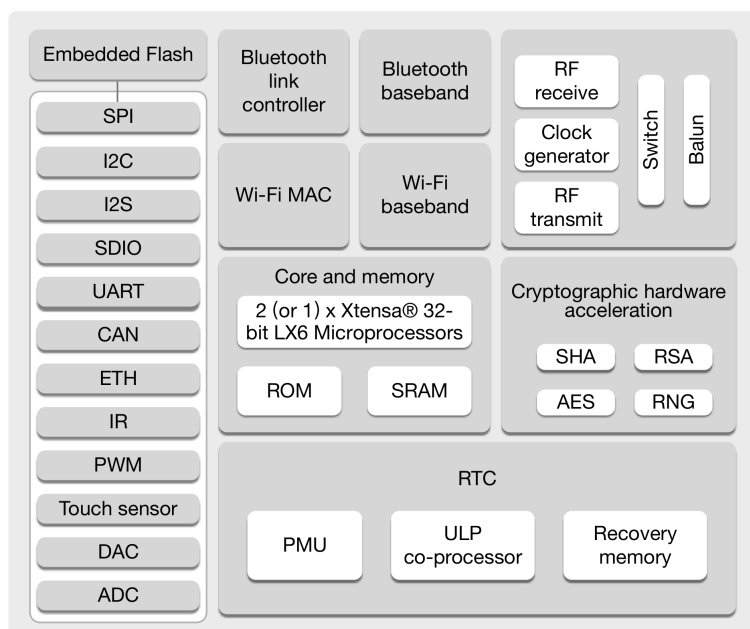 Embedded Flash
SPI
I2C
I2S
SDIO
UART
CAN
ETH
IR
PWM
Touch sensor
DAC
ADC
Bluetooth
link
controller
Bluetooth
baseband
Wi-Fi MAC
Wi-Fi
baseband
RF
receive
Clock
generator
RF
transmit
Switch
Balun
Core and memory
2 (or 1) x Xtensa® 32-
bit LX6 Microprocessors
ROM
SRAM
Cryptographic hardware
acceleration
SHA
RSA
AES
RNG
RTC
PMU
ULP
co-processor
Recovery
memory